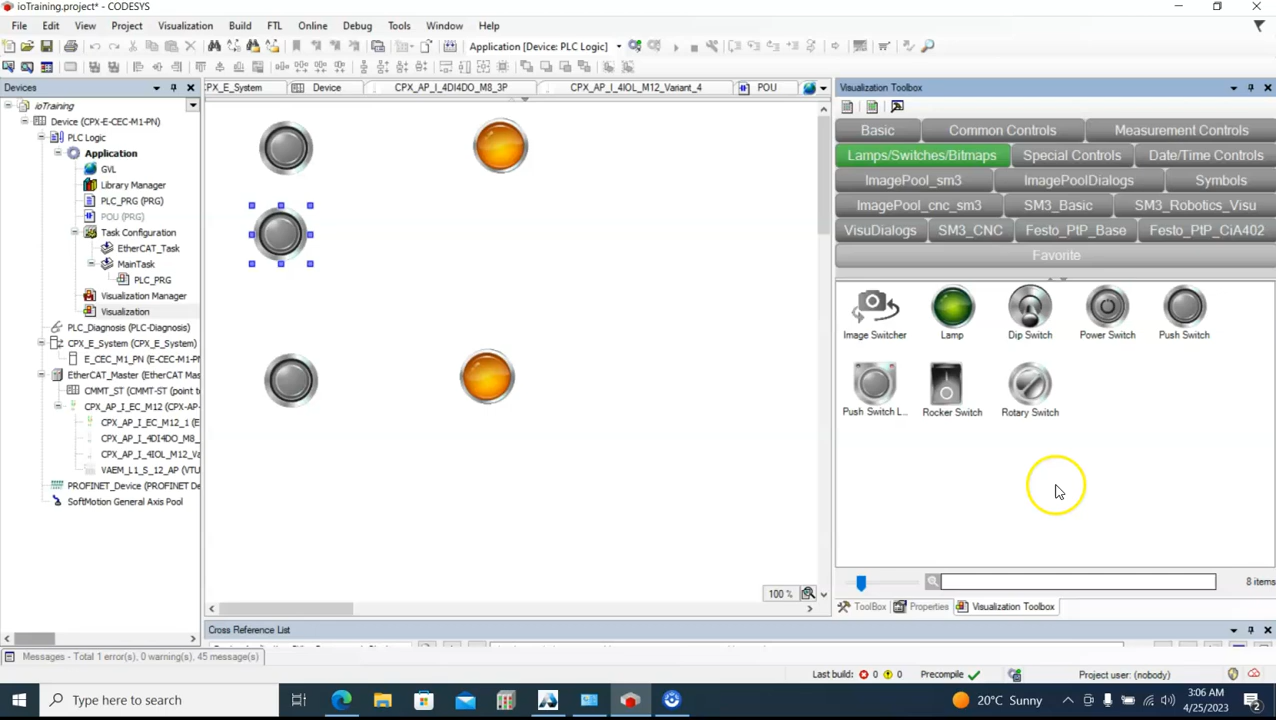 ioTraining.project* - CODESYS
File Edit View Project Visualization Build FT Online Debug Tools Window Help
Application [Device: PLC Logic]
Devices
CPX_E_System Device CPX_AP_I_4DI4DO_M8_3P CPX_AP_I_4IOL_M12_Variant_4 POU
Visualization Toolbox
ioTraining
Device (CPX-E-CEC-M1-PN)
PLC Logic
Application
GVL
Library Manager
PLC_PRG (PRG)
POU (PRG)
Task Configuration
EtherCAT_Task
MainTask
PLC_PRG
Visualization Manager
Visualization
PLC_Diagnosis (PLC-Diagnosis)
CPX_E_System (CPX_E_System)
E_CEC_M1_PN (E-CEC-M1-PN
EtherCAT_Master (EtherCAT Mas
CMMT_ST (CMMT-ST (point to
CPX_AP_I_EC_M12 (CPX-AP-
CPX_AP_I_EC_M12_1 (E
CPX_AP_I_4DI4DO_M8_
CPX_AP_I_4IOL_M12_Va
VAEM_L1_S_12_AP (VTU
PROFINET_Device (PROFINET De
SoftMotion General Axis Pool
Basic Common Controls Measurement Controls
Lamps/Switches/Bitmaps Special Controls Date/Time Controls
ImagePool_sm3 ImagePoolDialogs Symbols
ImagePool_cnc_sm3 SM3_Basic SM3_Robotics_Visu
VisuDialogs SM3_CNC Festo_PtP_Base Festo_PtP_CiA402
Favorite
Image Switcher Lamp Dip Switch Power Switch Push Switch
Push Switch L... Rocker Switch Rotary Switch
100 %
8 items
ToolBox Properties Visualization Toolbox
Cross Reference List
Messages - Total 1 error(s), 0 warning(s), 45 message(s)
Last build: 0 0 Precompile Project user: (nobody)
Type here to search
20°C Sunny
3:06 AM
4/25/2023
2